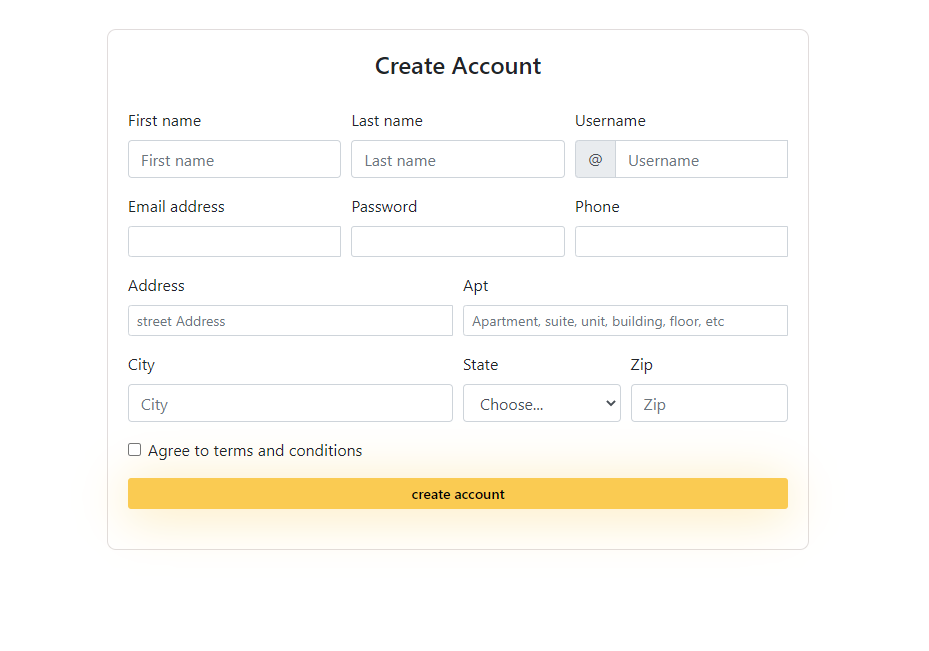 Create Account
First name Last name Username
First name Last name @ Username
Email address Password Phone
Address Apt
street Address Apartment, suite, unit, building, floor, etc
City State Zip
City Choose... Zip
Agree to terms and conditions
create account